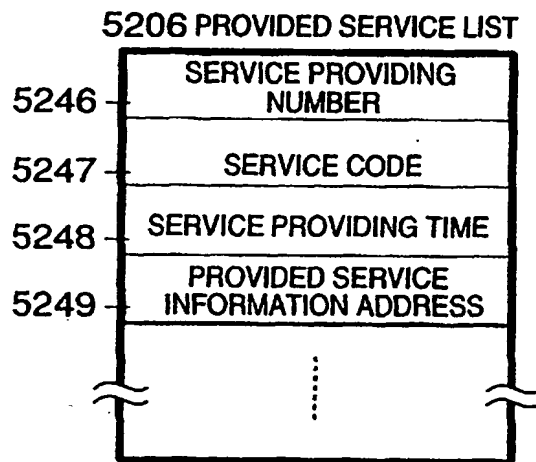 5206 PROVIDED SERVICE LIST
5246
SERVICE PROVIDING
NUMBER
5247
SERVICE CODE
5248
SERVICE PROVIDING TIME
5249
PROVIDED SERVICE
INFORMATION ADDRESS